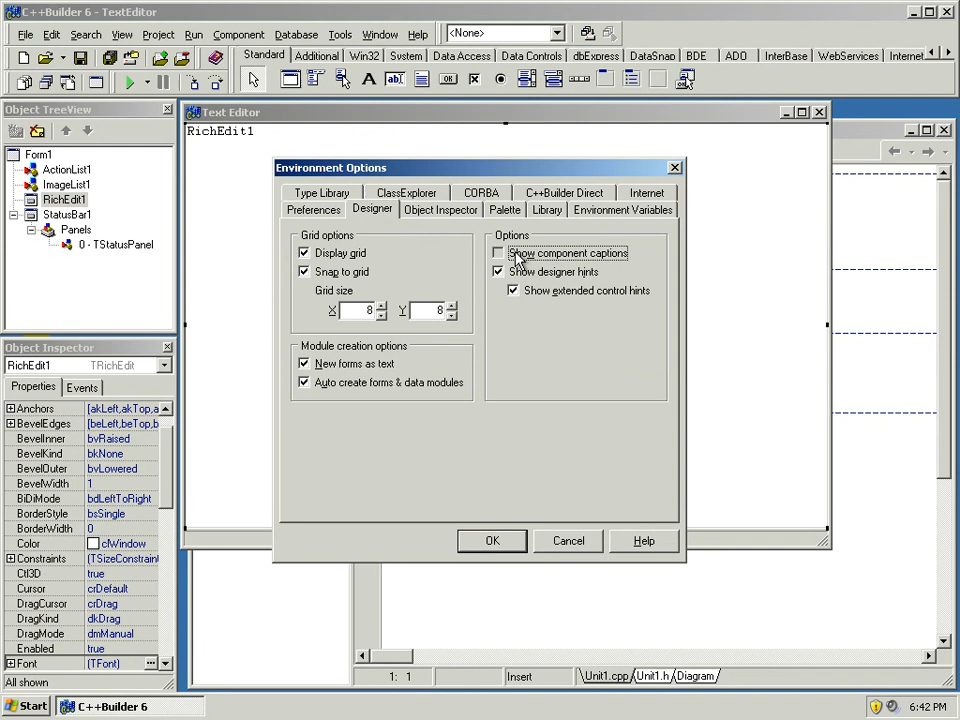 C++Builder 6 - TextEditor
File Edit Search View Project Run Component Database Tools Window Help <None>
Standard Additional Win32 System Data Access Data Controls dbExpress DataSnap BDE ADO InterBase WebServices Internet
Object TreeView
Form1
ActionList1
ImageList1
RichEdit1
StatusBar1
Panels
0 - TStatusPanel
Object Inspector
RichEdit1 TRichEdit
Properties Events
Anchors [akLeft,akTop,a
BevelEdges [beLeft,beTop,b
BevelInner bvRaised
BevelKind bkNone
BevelOuter bvLowered
BevelWidth 1
BiDiMode bdLeftToRight
BorderStyle bsSingle
BorderWidth 0
Color clWindow
Constraints (TSizeConstraint
Ctl3D true
Cursor crDefault
DragCursor crDrag
DragKind dkDrag
DragMode dmManual
Enabled true
Font (TFont)
All shown
Text Editor
RichEdit1
Environment Options
Type Library ClassExplorer CORBA C++Builder Direct Internet
Preferences Designer Object Inspector Palette Library Environment Variables
Grid options
Display grid
Snap to grid
Grid size
X 8 Y 8
Module creation options
New forms as text
Auto create forms & data modules
Options
Show component captions
Show designer hints
Show extended control hints
OK Cancel Help
1: 1 Insert Unit1.cpp Unit1.h Diagram
Start C++Builder 6 6:42 PM